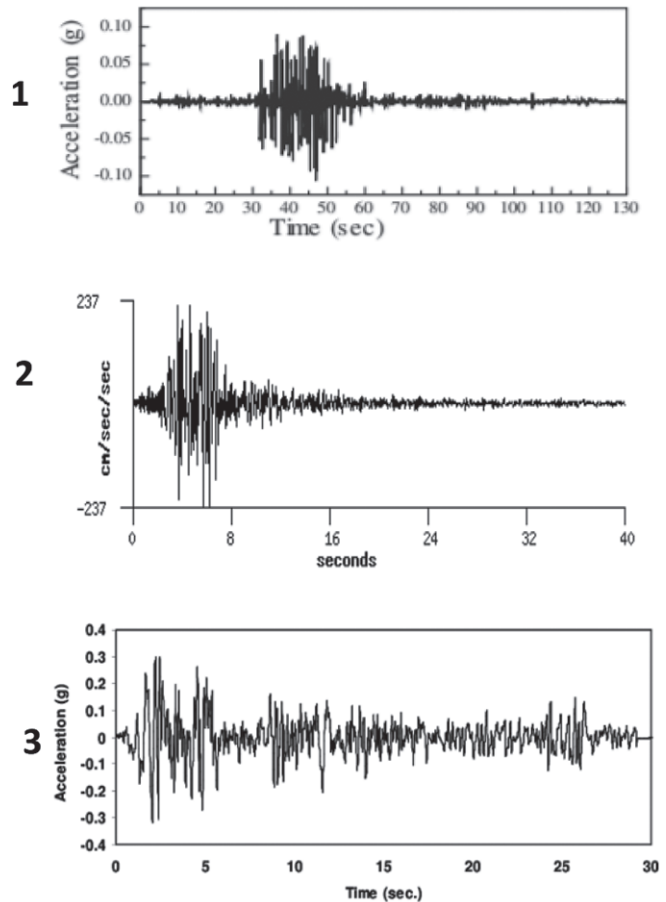 1
Acceleration (g)
0.10
0.05
0.00
-0.05
-0.10
0 10 20 30 40 50 60 70 80 90 100 110 120 130
Time (sec)
2
237
cm/sec/sec
-237
0 8 16 24 32 40
seconds
3
Acceleration (g)
0.4
0.3
0.2
0.1
0
-0.1
-0.2
-0.3
-0.4
0 5 10 15 20 25 30
Time (sec.)